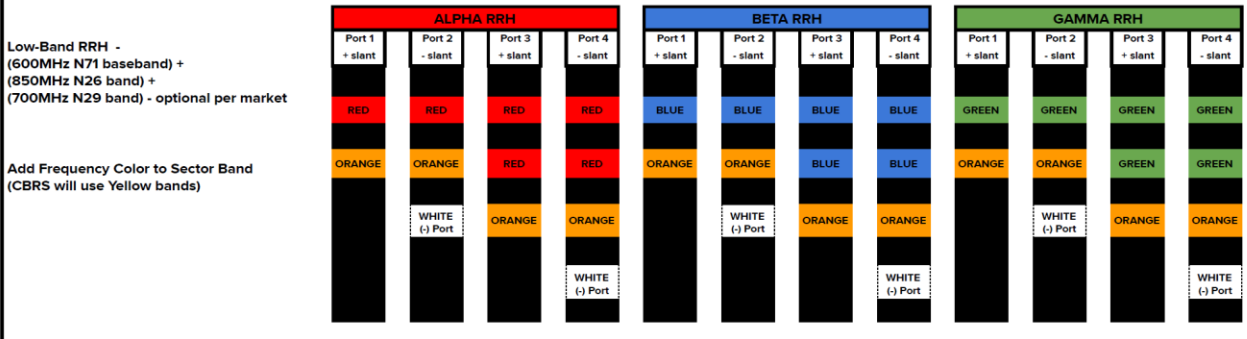 ALPHA RRH BETA RRH GAMMA RRH
Port 1 Port 2 Port 3 Port 4 Port 1 Port 2 Port 3 Port 4 Port 1 Port 2 Port 3 Port 4
+ slant - slant + slant - slant + slant - slant + slant - slant + slant - slant + slant - slant
Low-Band RRH -
(600MHz N71 baseband) +
(850MHz N26 band) +
(700MHz N29 band) - optional per market
RED RED RED RED BLUE BLUE BLUE BLUE GREEN GREEN GREEN GREEN
Add Frequency Color to Sector Band
(CBRS will use Yellow bands)
ORANGE ORANGE RED RED ORANGE ORANGE BLUE BLUE ORANGE ORANGE GREEN GREEN
WHITE ORANGE ORANGE WHITE ORANGE ORANGE WHITE ORANGE ORANGE
(-) Port (-) Port (-) Port
WHITE WHITE WHITE
(-) Port (-) Port (-) Port